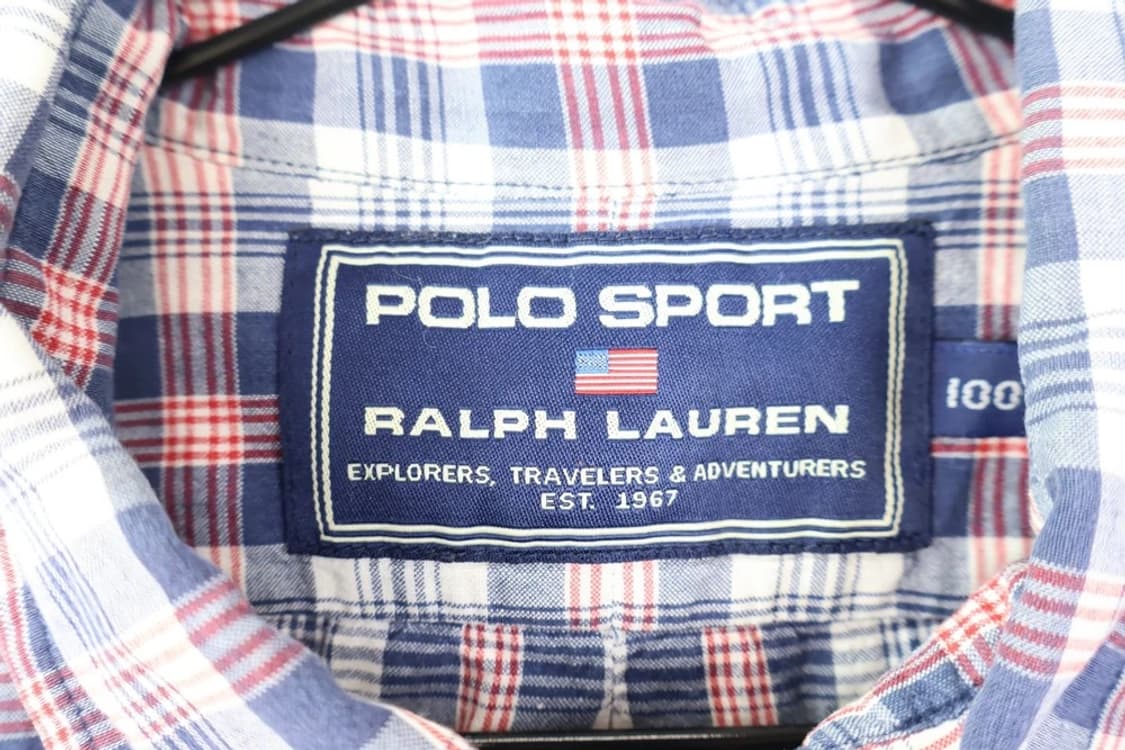 POLO SPORT
RALPH LAUREN
EXPLORERS, TRAVELERS & ADVENTURERS
EST. 1967
100